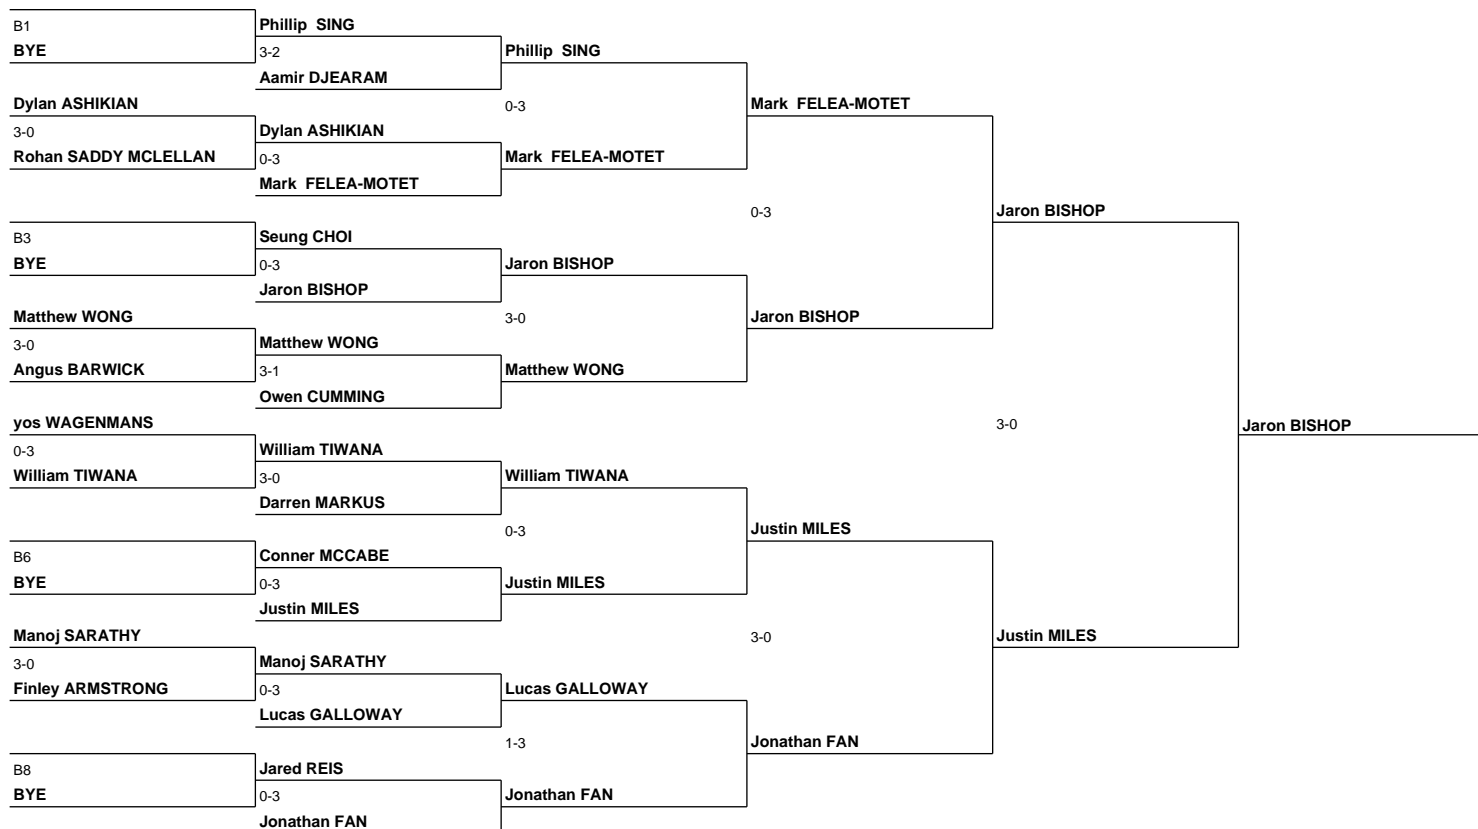 B1
BYE
Dylan ASHIKIAN
3-0
Rohan SADDY MCLELLAN
B3
BYE
Matthew WONG
3-0
Angus BARWICK
yos WAGENMANS
0-3
William TIWANA
B6
BYE
Manoj SARATHY
3-0
Finley ARMSTRONG
B8
BYE
Phillip  SING
3-2
Aamir DJEARAM
Dylan ASHIKIAN
0-3
Mark  FELEA-MOTET
Seung CHOI
0-3
Jaron BISHOP
Matthew WONG
3-1
Owen CUMMING
William TIWANA
3-0
Darren MARKUS
Conner MCCABE
0-3
Justin MILES
Manoj SARATHY
0-3
Lucas GALLOWAY
Jared REIS
0-3
Jonathan FAN
Phillip  SING
0-3
Mark  FELEA-MOTET
Jaron BISHOP
3-0
Matthew WONG
William TIWANA
0-3
Justin MILES
Lucas GALLOWAY
1-3
Jonathan FAN
Mark  FELEA-MOTET
0-3
Jaron BISHOP
Justin MILES
3-0
Jonathan FAN
Jaron BISHOP
3-0
Justin MILES
Jaron BISHOP